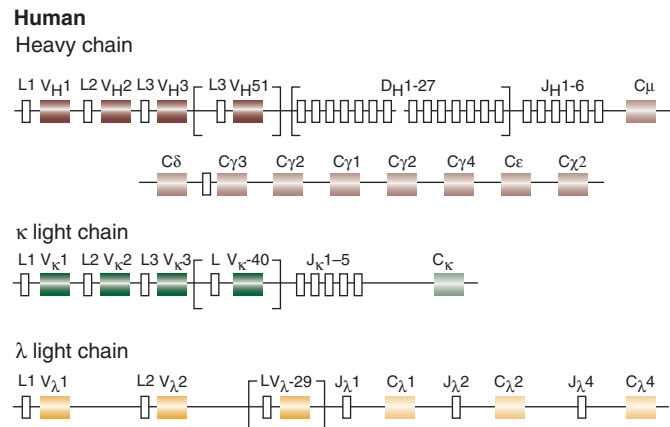 Human
Heavy chain
L1 VH1 L2 VH2 L3 VH3 L3 VH51 DH1-27 JH1-6 Cμ
Cδ Cγ3 Cγ2 Cγ1 Cγ2 Cγ4 Cε Cχ2
κ light chain
L1 Vκ1 L2 Vκ2 L3 Vκ3 L Vκ-40 Jκ1–5 Cκ
λ light chain
L1 Vλ1 L2 Vλ2 LVλ-29 Jλ1 Cλ1 Jλ2 Cλ2 Jλ4 Cλ4